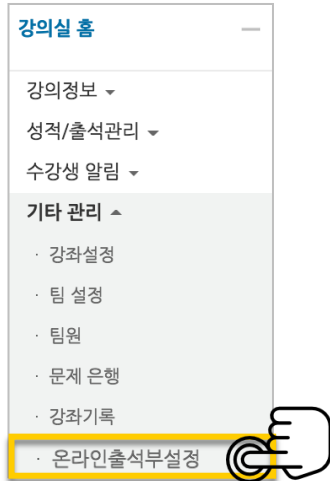 강의실 홈
강의정보
성적/출석관리
수강생 알림
기타 관리
· 강좌설정
· 팀 설정
· 팀원
· 문제 은행
· 강좌기록
· 온라인출석부설정